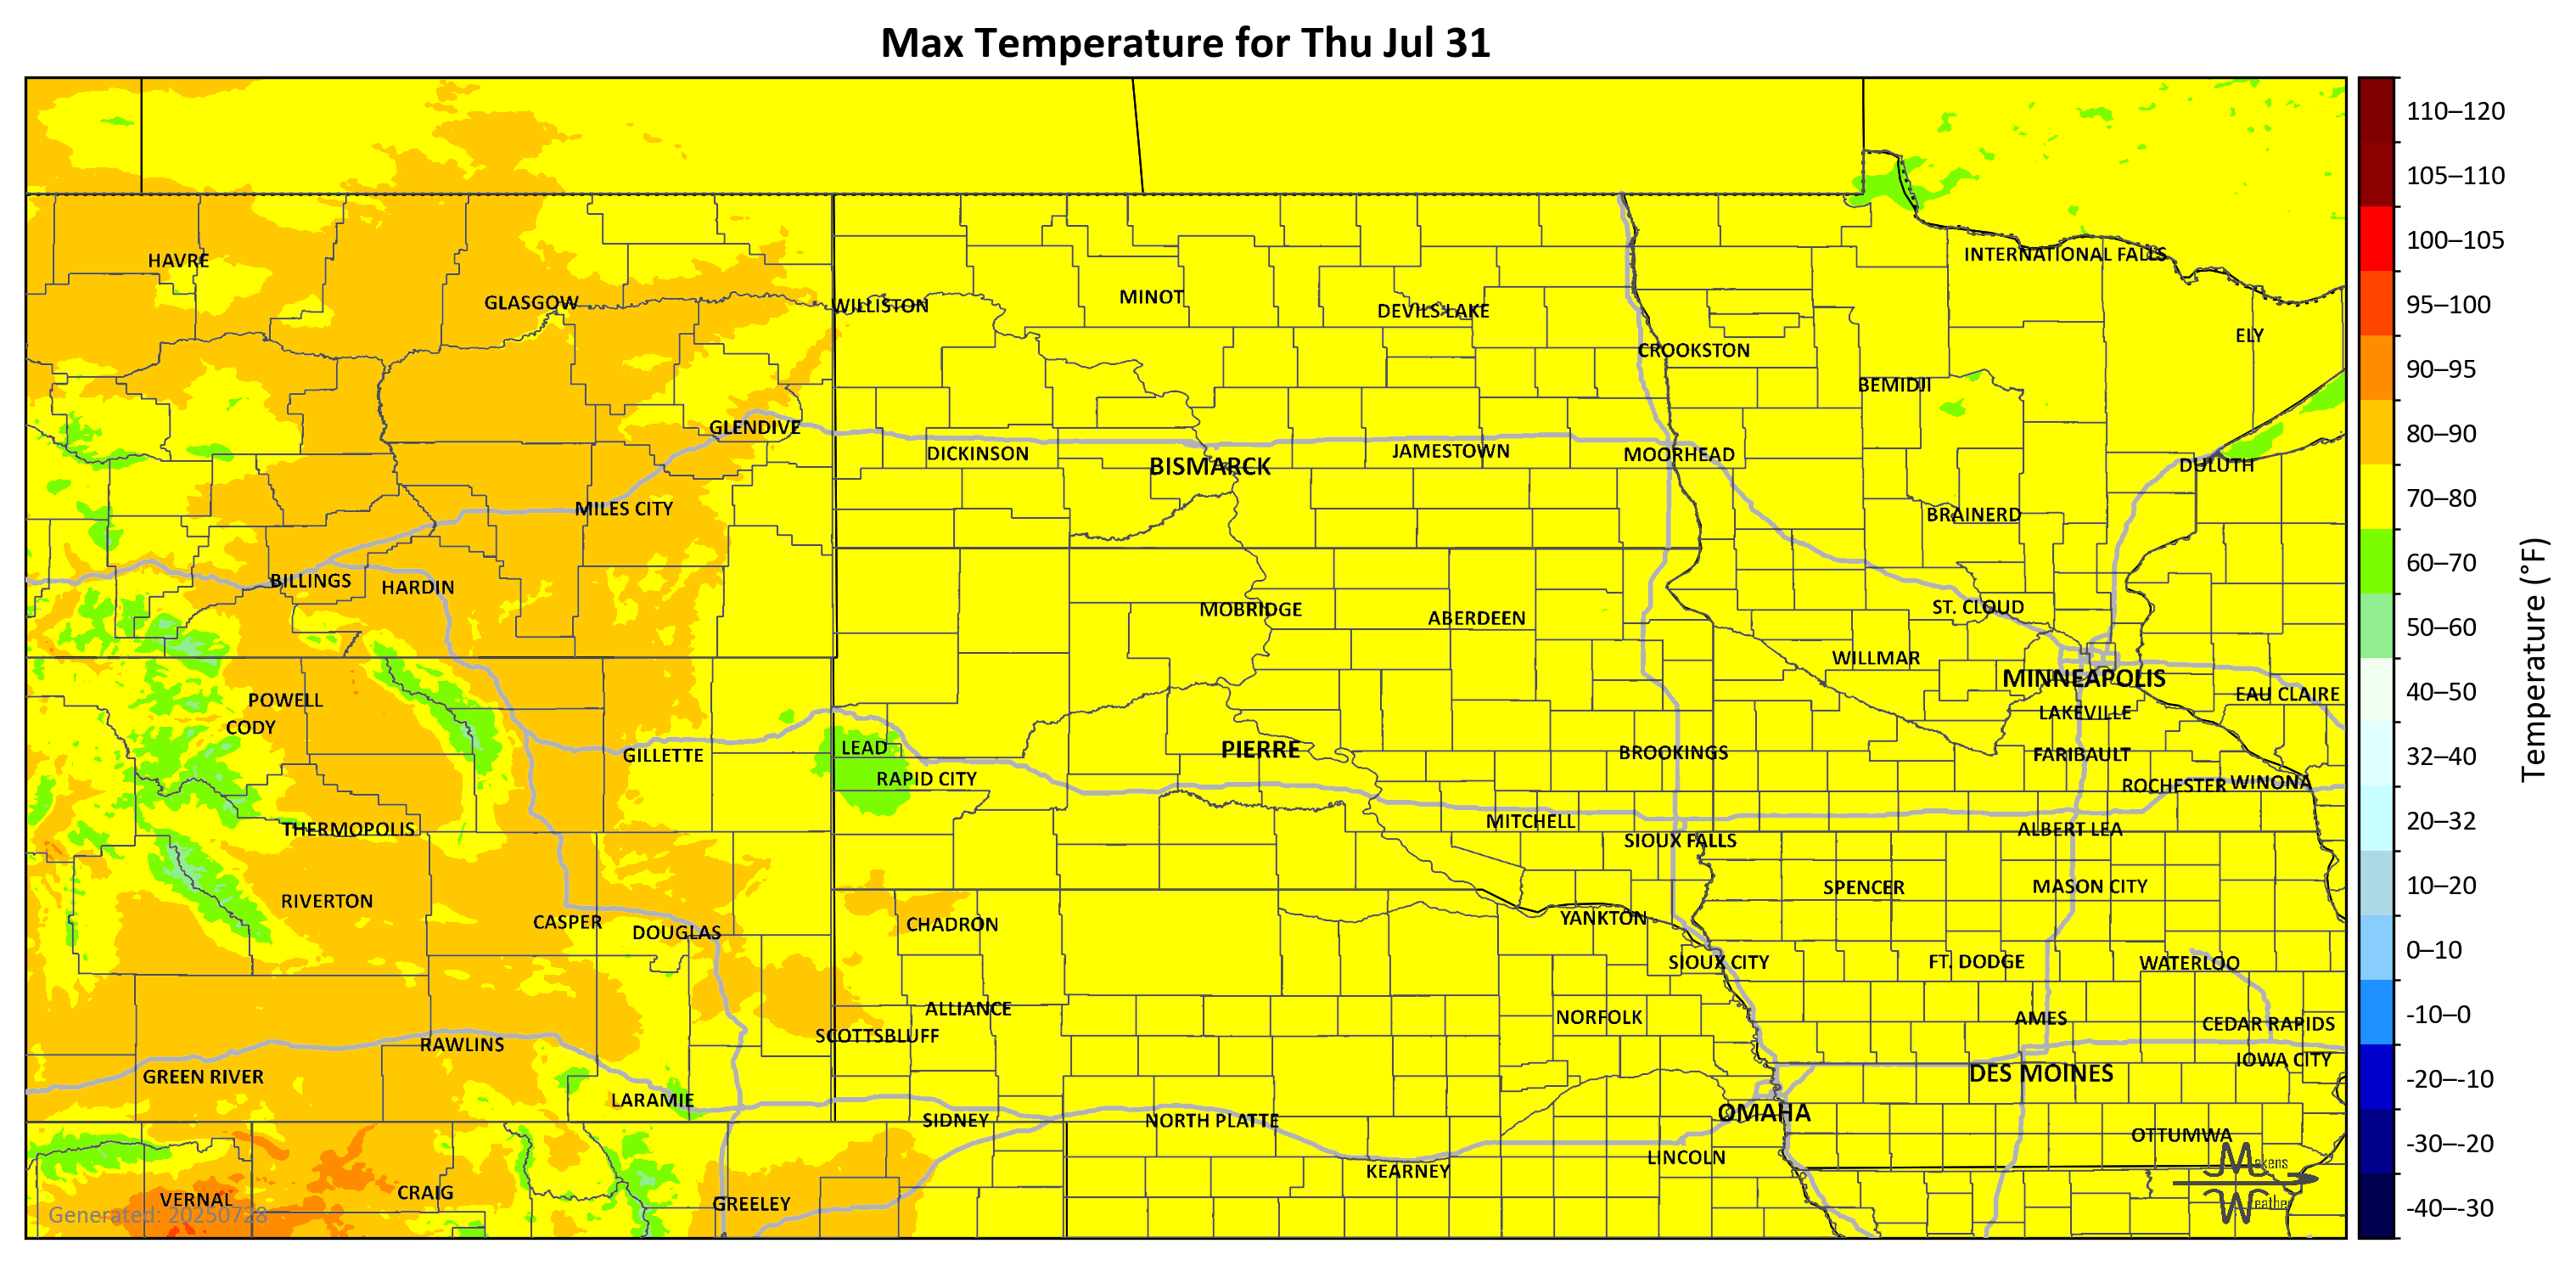 Max Temperature for Thu Jul 31
110–120
105–110
100–105
95–100
90–95
80–90
70–80
60–70
50–60
40–50
32–40
20–32
10–20
0–10
-10–0
-20–-10
-30–-20
-40–-30
Temperature (°F)
HAVRE
INTERNATIONAL FALLS
GLASGOW
WILLISTON
MINOT
DEVILS LAKE
ELY
CROOKSTON
BEMIDJI
GLENDIVE
DICKINSON
BISMARCK
JAMESTOWN
MOORHEAD
DULUTH
MILES CITY
BRAINERD
BILLINGS
HARDIN
MOBRIDGE
ABERDEEN
ST. CLOUD
WILLMAR
MINNEAPOLIS
POWELL
EAU CLAIRE
CODY
LAKEVILLE
GILLETTE
LEAD
PIERRE
BROOKINGS
FARIBAULT
RAPID CITY
ROCHESTER
WINONA
THERMOPOLIS
MITCHELL
ALBERT LEA
SIOUX FALLS
RIVERTON
SPENCER
MASON CITY
CASPER
DOUGLAS
CHADRON
YANKTON
SIOUX CITY
FT. DODGE
WATERLOO
ALLIANCE
NORFOLK
AMES
CEDAR RAPIDS
SCOTTSBLUFF
RAWLINS
IOWA CITY
GREEN RIVER
DES MOINES
LARAMIE
SIDNEY
NORTH PLATTE
OMAHA
OTTUMWA
LINCOLN
KEARNEY
VERNAL
CRAIG
GREELEY
Makens
Weather
Generated: 20250728